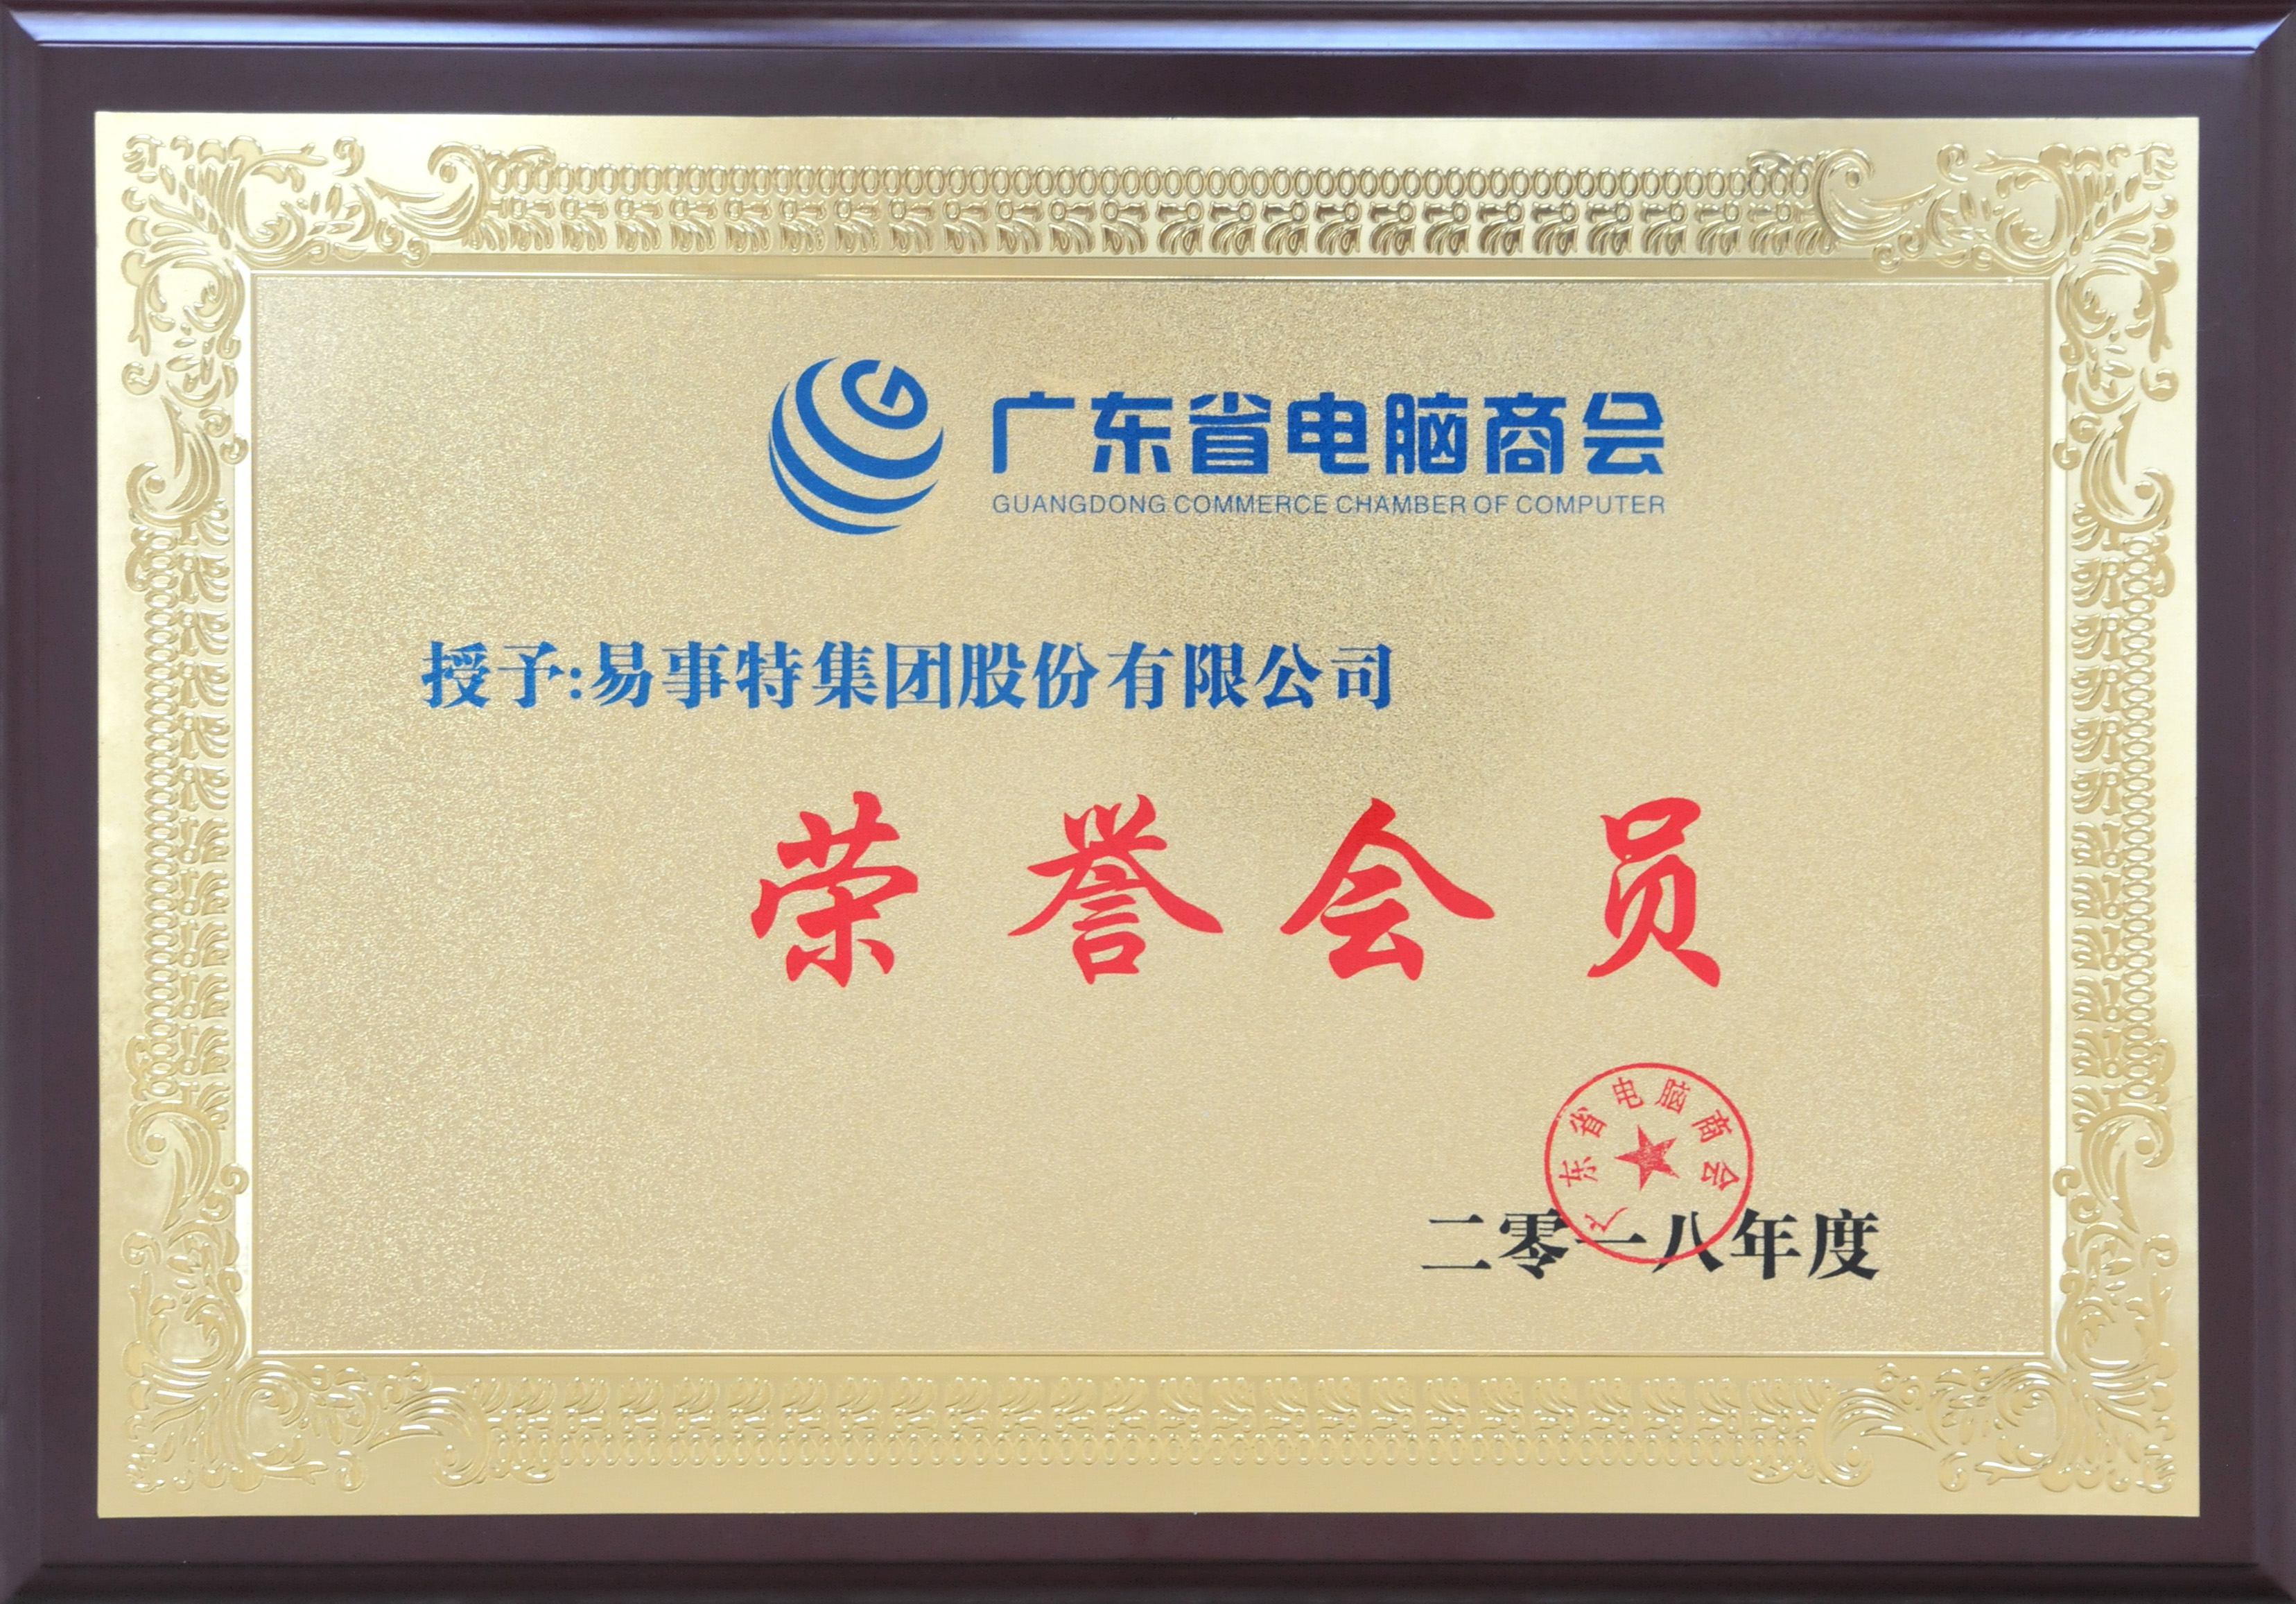 广东省电脑商会
GUANGDONG COMMERCE CHAMBER OF COMPUTER
授予:易事特集团股份有限公司
荣誉会员
广东省电脑商会
二零一八年度